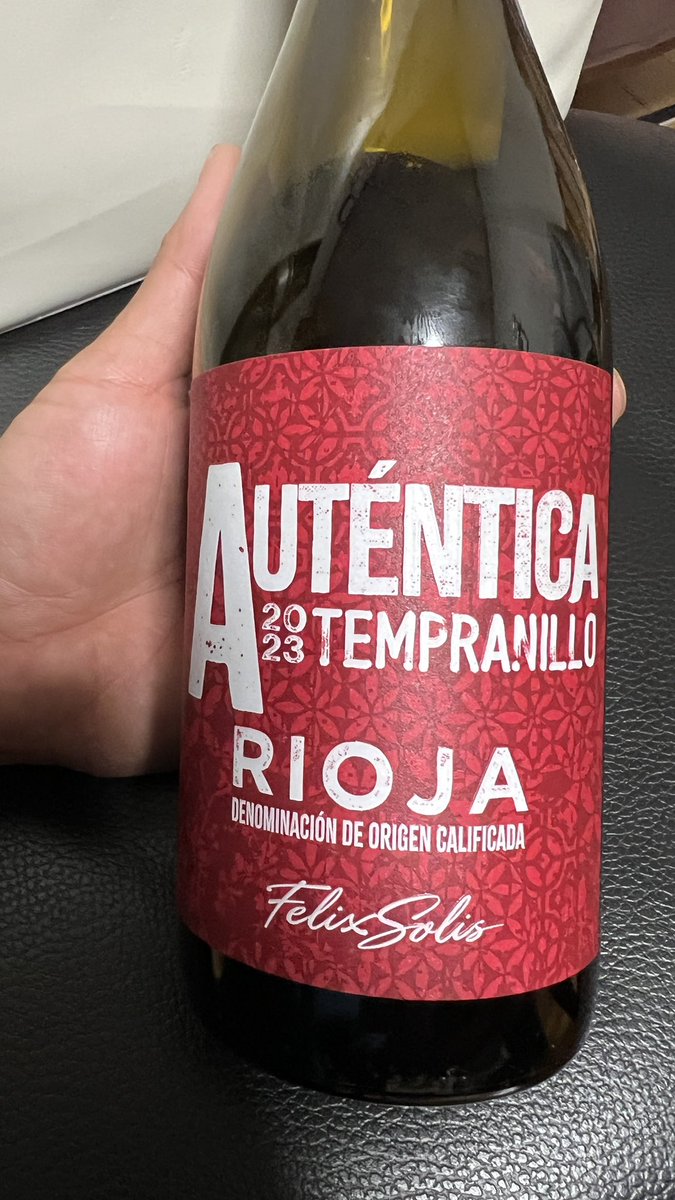 AUTÉNTICA
2023 TEMPRANILLO
RIOJA
DENOMINACIÓN DE ORIGEN CALIFICADA
Felix Solis